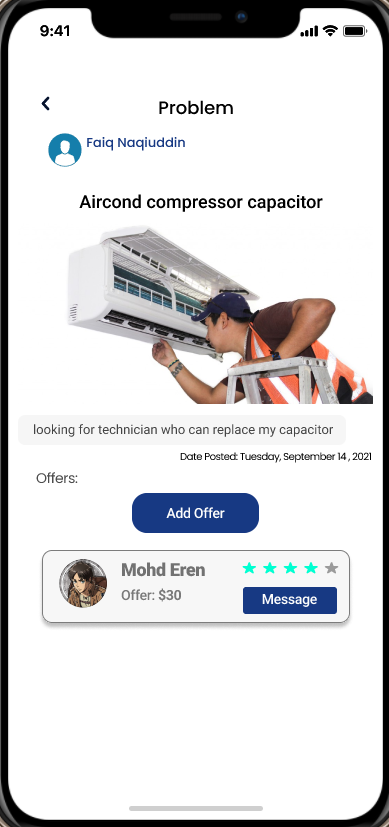 9:41
Problem
Faiq Naqiuddin
Aircond compressor capacitor
looking for technician who can replace my capacitor
Date Posted: Tuesday, September 14, 2021
Offers:
Add Offer
Mohd Eren
Offer: $30
Message